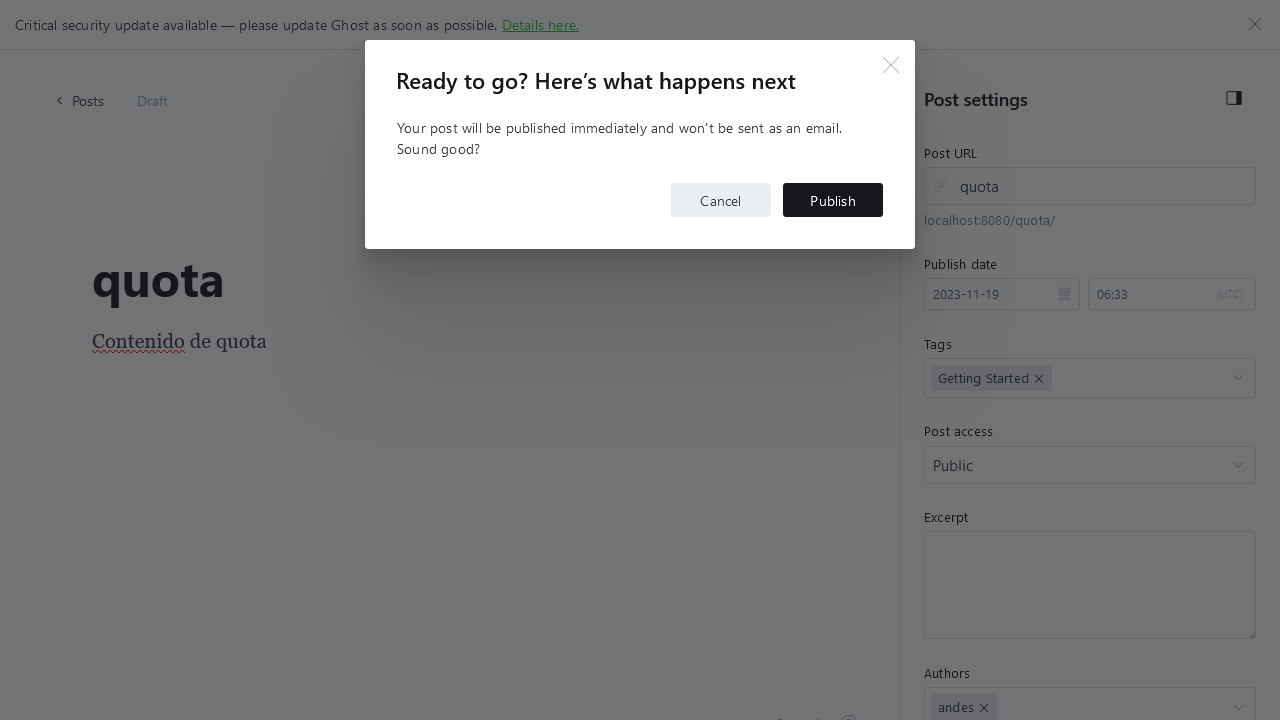 Critical security update available — please update Ghost as soon as possible. Details here.
Ready to go? Here's what happens next
Your post will be published immediately and won't be sent as an email.
Sound good?
Cancel
Publish
Posts
Draft
quota
Contenido de quota
Post settings
Post URL
quota
localhost:8080/quota/
Publish date
2023-11-19
06:33
(UTC)
Tags
Getting Started
Post access
Public
Excerpt
Authors
andes